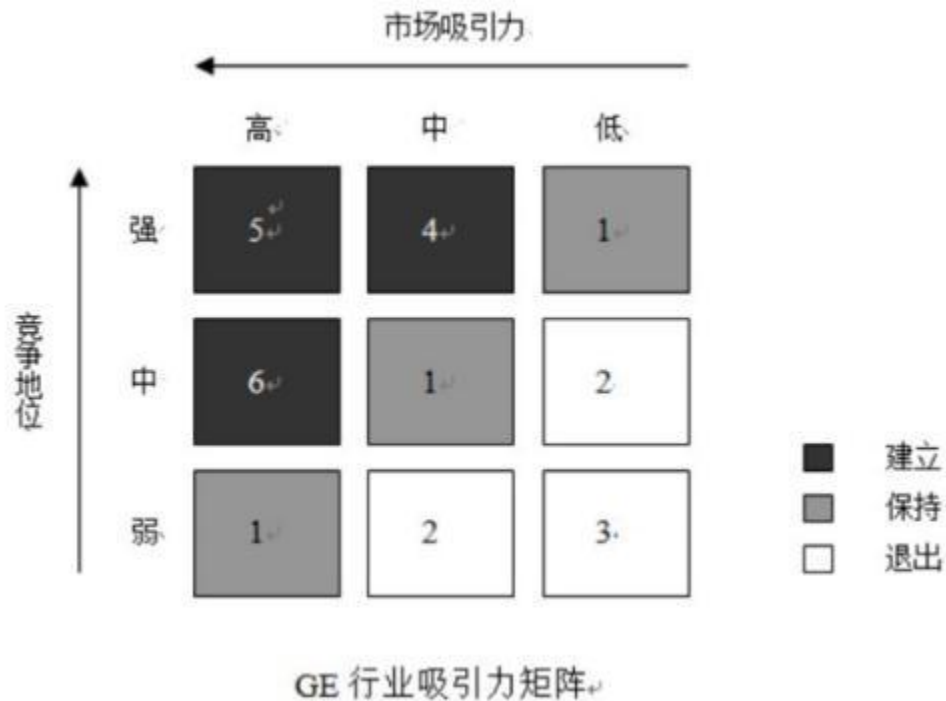 市场吸引力
高 中 低
强 5 4 1
竞争地位
中 6 1 2
弱 1 2 3
建立
保持
退出
GE 行业吸引力矩阵